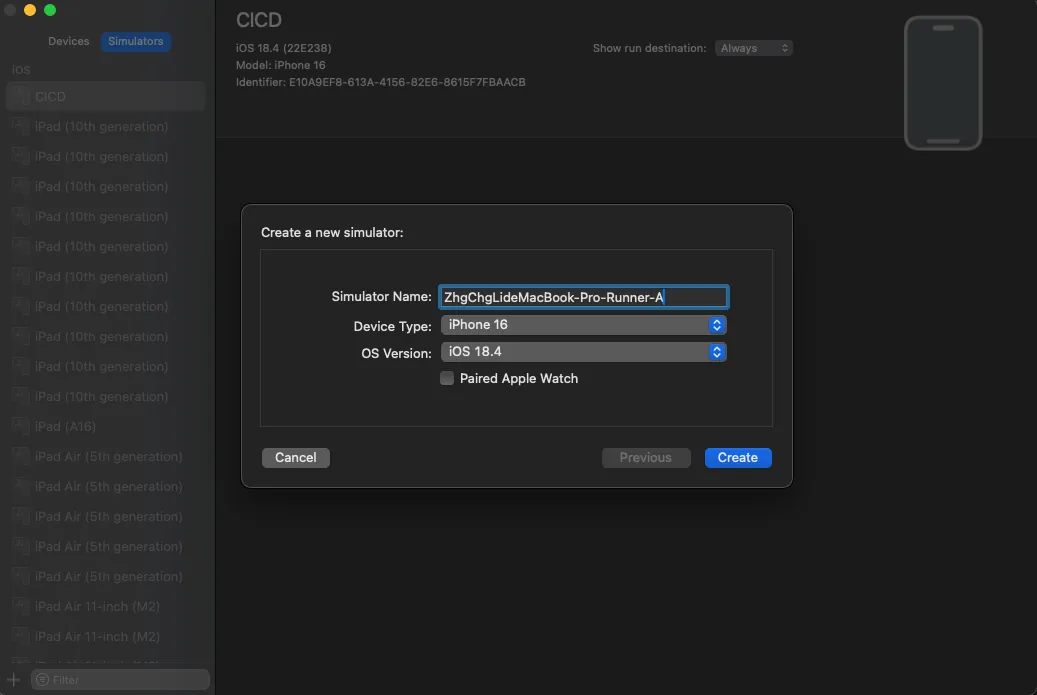 Devices
Simulators
iOS
CICD
iPad (10th generation)
iPad (10th generation)
iPad (10th generation)
iPad (10th generation)
iPad (10th generation)
iPad (10th generation)
iPad (10th generation)
iPad (10th generation)
iPad (10th generation)
iPad (10th generation)
iPad (A16)
iPad Air (5th generation)
iPad Air (5th generation)
iPad Air (5th generation)
iPad Air (5th generation)
iPad Air (5th generation)
iPad Air 11-inch (M2)
iPad Air 11-inch (M2)
Filter
CICD
iOS 18.4 (22E238)
Model: iPhone 16
Identifier: E10A9EF8-613A-4156-82E6-8615F7FBAACB
Show run destination: Always
Create a new simulator:
Simulator Name: ZhgChgLideMacBook-Pro-Runner-A
Device Type: iPhone 16
OS Version: iOS 18.4
Paired Apple Watch
Cancel
Previous
Create